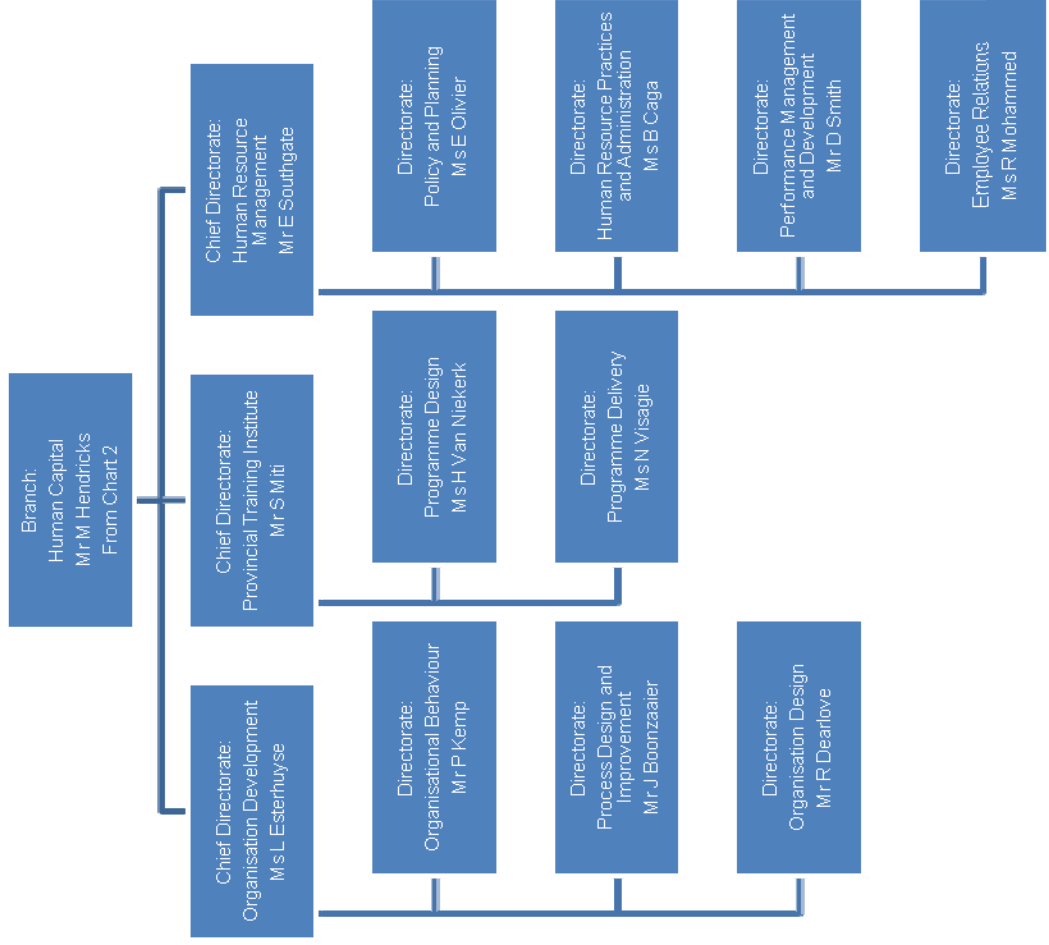 Branch:
Human Capital
Mr M Hendricks
From Chart 2
Chief Directorate:
Organisation Development
Ms L Esterhuyse
Directorate:
Organisational Behaviour
Mr P Kemp
Directorate:
Process Design and
Improvement
Mr J Boonzaaier
Directorate:
Organisation Design
Mr R Dearlove
Chief Directorate:
Provincial Training Institute
Mr S Miti
Directorate:
Programme Design
Ms H Van Niekerk
Directorate:
Programme Delivery
Ms N Visagie
Chief Directorate:
Human Resource
Management
Mr E Southgate
Directorate:
Policy and Planning
Ms E Olivier
Directorate:
Human Resource Practices
and Administration
Ms B Caga
Directorate:
Performance Management
and Development
Mr D Smith
Directorate:
Employee Relations
Ms R Mohammed